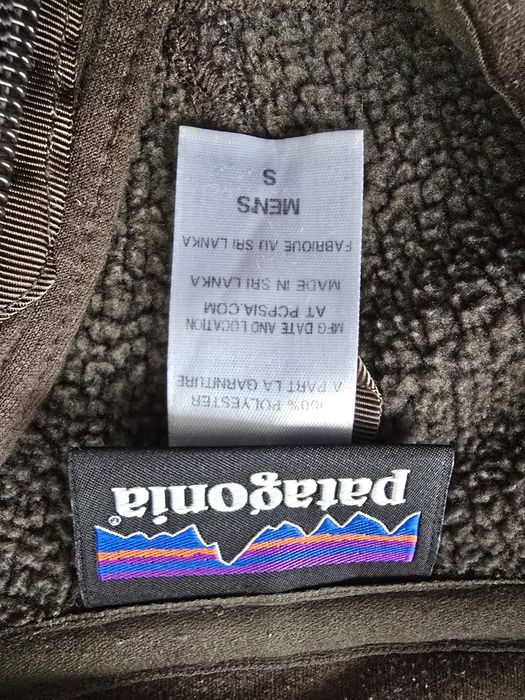 patagonia®
100% POLYESTER
A PART LA GARNITURE
MFG DATE AND LOCATION
AT PCPSIA.COM
MADE IN SRI LANKA
FABRIQUE AU SRI LANKA
MEN'S
S